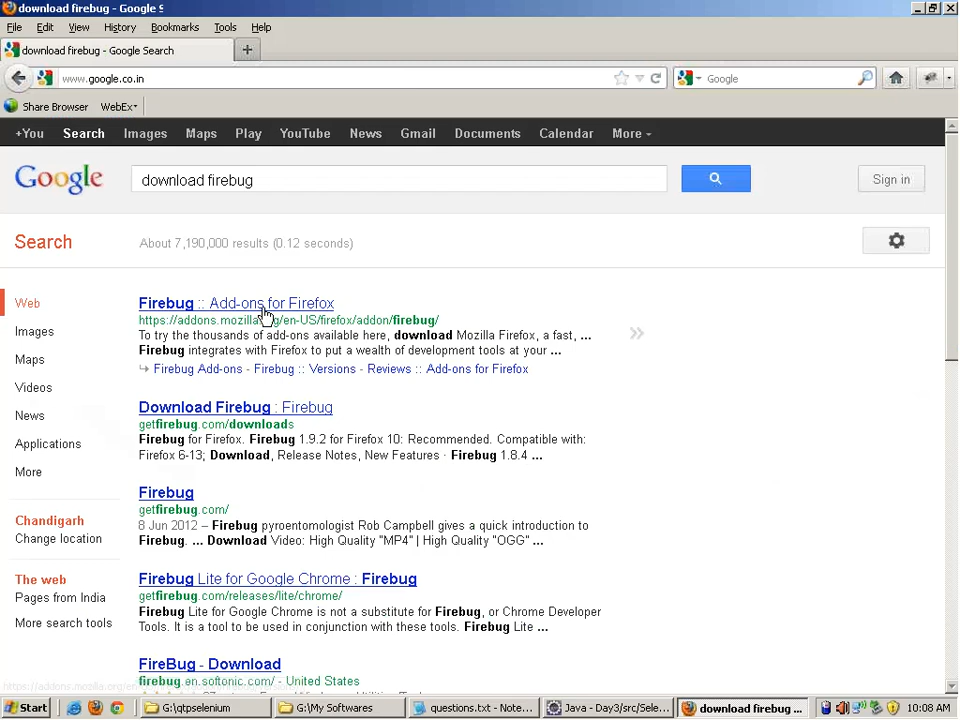 download firebug - Google S
File Edit View History Bookmarks Tools Help
download firebug - Google Search
www.google.co.in
Google
Share Browser WebEx
+You Search Images Maps Play YouTube News Gmail Documents Calendar More
Google
download firebug
Sign in
Search
About 7,190,000 results (0.12 seconds)
Web
Images
Maps
Videos
News
Applications
More
Chandigarh
Change location
The web
Pages from India
More search tools
Firebug :: Add-ons for Firefox
https://addons.mozilla.org/en-US/firefox/addon/firebug/
To try the thousands of add-ons available here, download Mozilla Firefox, a fast, ...
Firebug integrates with Firefox to put a wealth of development tools at your ...
Firebug Add-ons - Firebug :: Versions - Reviews :: Add-ons for Firefox
Download Firebug : Firebug
getfirebug.com/downloads
Firebug for Firefox. Firebug 1.9.2 for Firefox 10: Recommended. Compatible with:
Firefox 6-13; Download, Release Notes, New Features · Firebug 1.8.4 ...
Firebug
getfirebug.com/
8 Jun 2012 – Firebug pyroentomologist Rob Campbell gives a quick introduction to
Firebug. ... Download Video: High Quality "MP4" | High Quality "OGG" ...
Firebug Lite for Google Chrome : Firebug
getfirebug.com/releases/lite/chrome/
Firebug Lite for Google Chrome is not a substitute for Firebug, or Chrome Developer
Tools. It is a tool to be used in conjunction with these tools. Firebug Lite ...
FireBug - Download
firebug.en.softonic.com/ - United States
Start G:\qtpselenium G:\My Softwares questions.txt - Note... Java - Day3/src/Sele... download firebug ... 10:08 AM